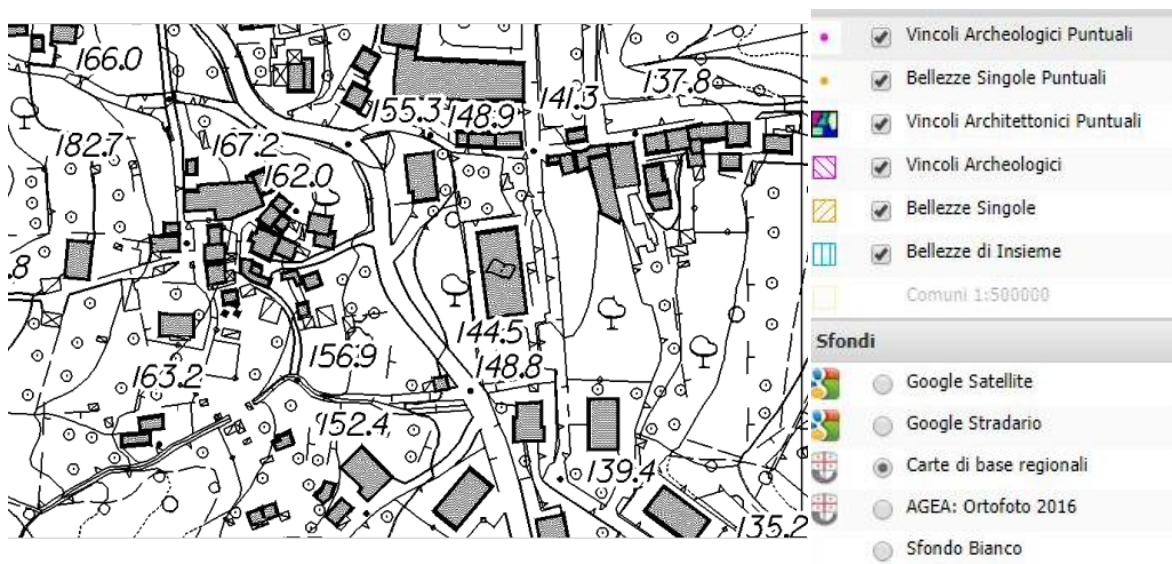 166.0
155.3
148.9
141.3
137.8
182.7
167.2
162.0
.8
144.5
156.9
148.8
163.2
152.4
139.4
135.2
Vincoli Archeologici Puntuali
Bellezze Singole Puntuali
Vincoli Architettonici Puntuali
Vincoli Archeologici
Bellezze Singole
Bellezze di Insieme
Comuni 1:500000
Sfondi
Google Satellite
Google Stradario
Carte di base regionali
AGEA: Ortofoto 2016
Sfondo Bianco